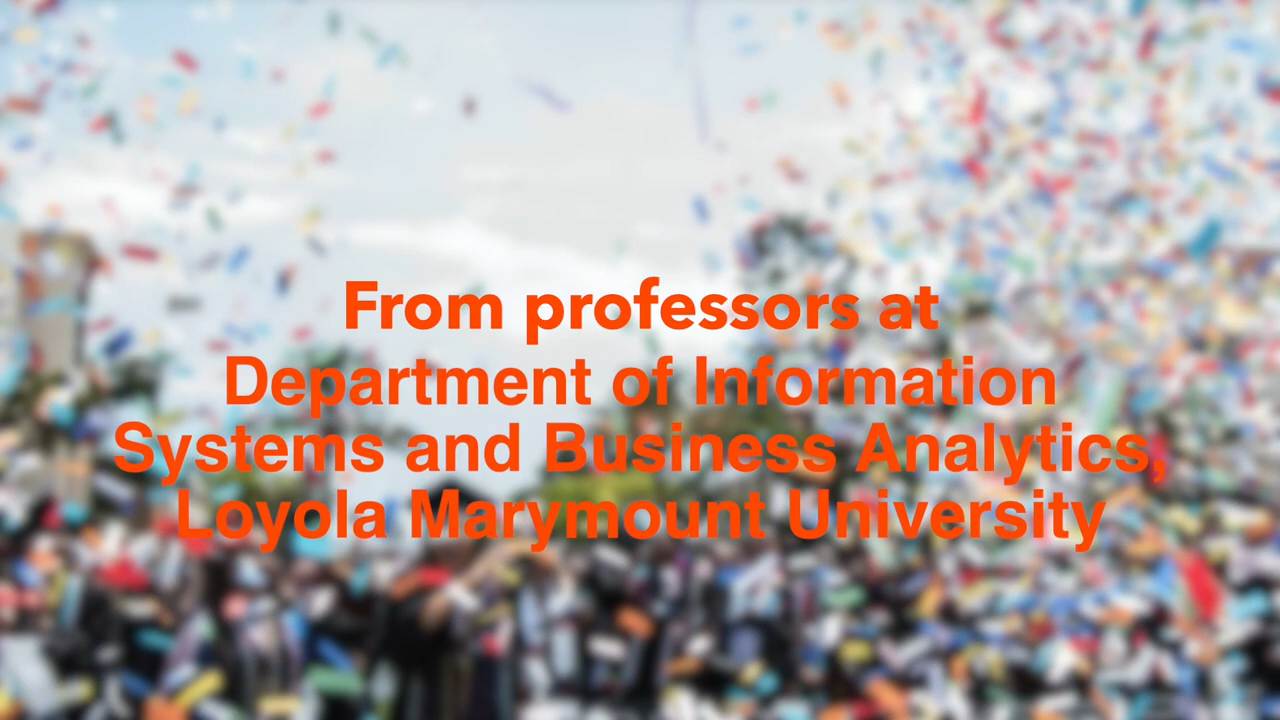 From professors at
Department of Information
Systems and Business Analytics,
Loyola Marymount University